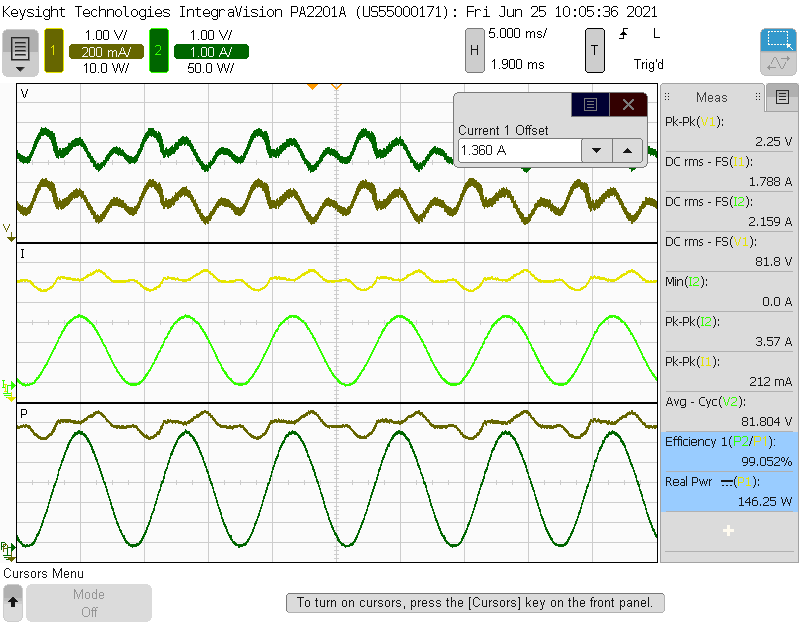 Keysight Technologies IntegraVision PA2201A (US55000171): Fri Jun 25 10:05:36 2021
1
1.00 V/
200 mA/
10.0 W/
2
1.00 V/
1.00 A/
50.0 W/
H
5.000 ms/
1.900 ms
T
L
Trig'd
V
Current 1 Offset
1.360 A
I
P
Meas
Pk-Pk(V1):
2.25 V
DC rms - FS(I1):
1.788 A
DC rms - FS(I2):
2.159 A
DC rms - FS(V1):
81.8 V
Min(I2):
0.0 A
Pk-Pk(I2):
3.57 A
Pk-Pk(I1):
212 mA
Avg - Cyc(V2):
81.804 V
Efficiency 1(P2/P ):
99.052%
Real Pwr
146.25 W
Cursors Menu
Mode
Off
To turn on cursors, press the [Cursors] key on the front panel.